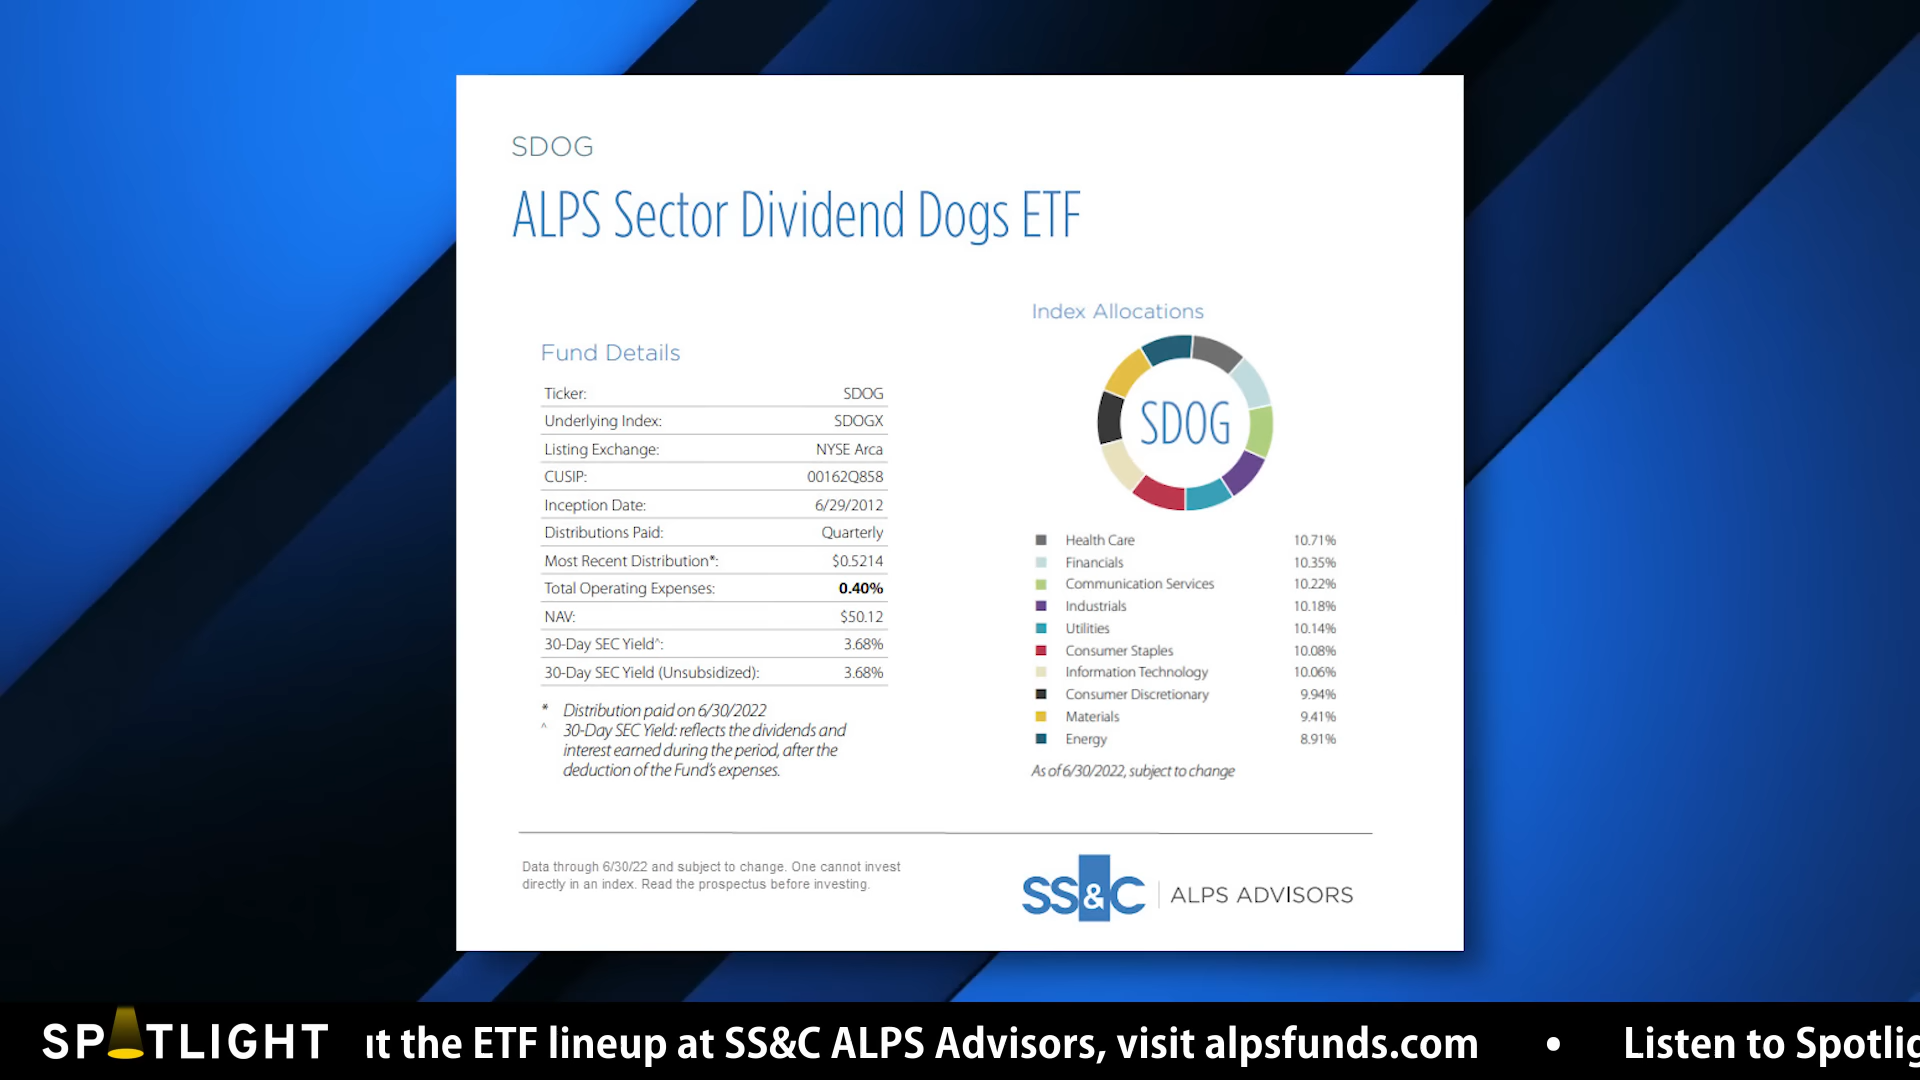 SDOG
ALPS Sector Dividend Dogs ETF
Fund Details
Ticker: SDOG
Underlying Index: SDOGX
Listing Exchange: NYSE Arca
CUSIP: 00162Q858
Inception Date: 6/29/2012
Distributions Paid: Quarterly
Most Recent Distribution*: $0.5214
Total Operating Expenses: 0.40%
NAV: $50.12
30-Day SEC Yield^: 3.68%
30-Day SEC Yield (Unsubsidized): 3.68%
* Distribution paid on 6/30/2022
^ 30-Day SEC Yield: reflects the dividends and
interest earned during the period, after the
deduction of the Fund's expenses.
Index Allocations
SDOG
Health Care 10.71%
Financials 10.35%
Communication Services 10.22%
Industrials 10.18%
Utilities 10.14%
Consumer Staples 10.08%
Information Technology 10.06%
Consumer Discretionary 9.94%
Materials 9.41%
Energy 8.91%
As of 6/30/2022, subject to change
Data through 6/30/22 and subject to change. One cannot invest
directly in an index. Read the prospectus before investing.
SS&C ALPS ADVISORS
SPOTLIGHT the ETF lineup at SS&C ALPS Advisors, visit alpsfunds.com • Listen to Spotlig